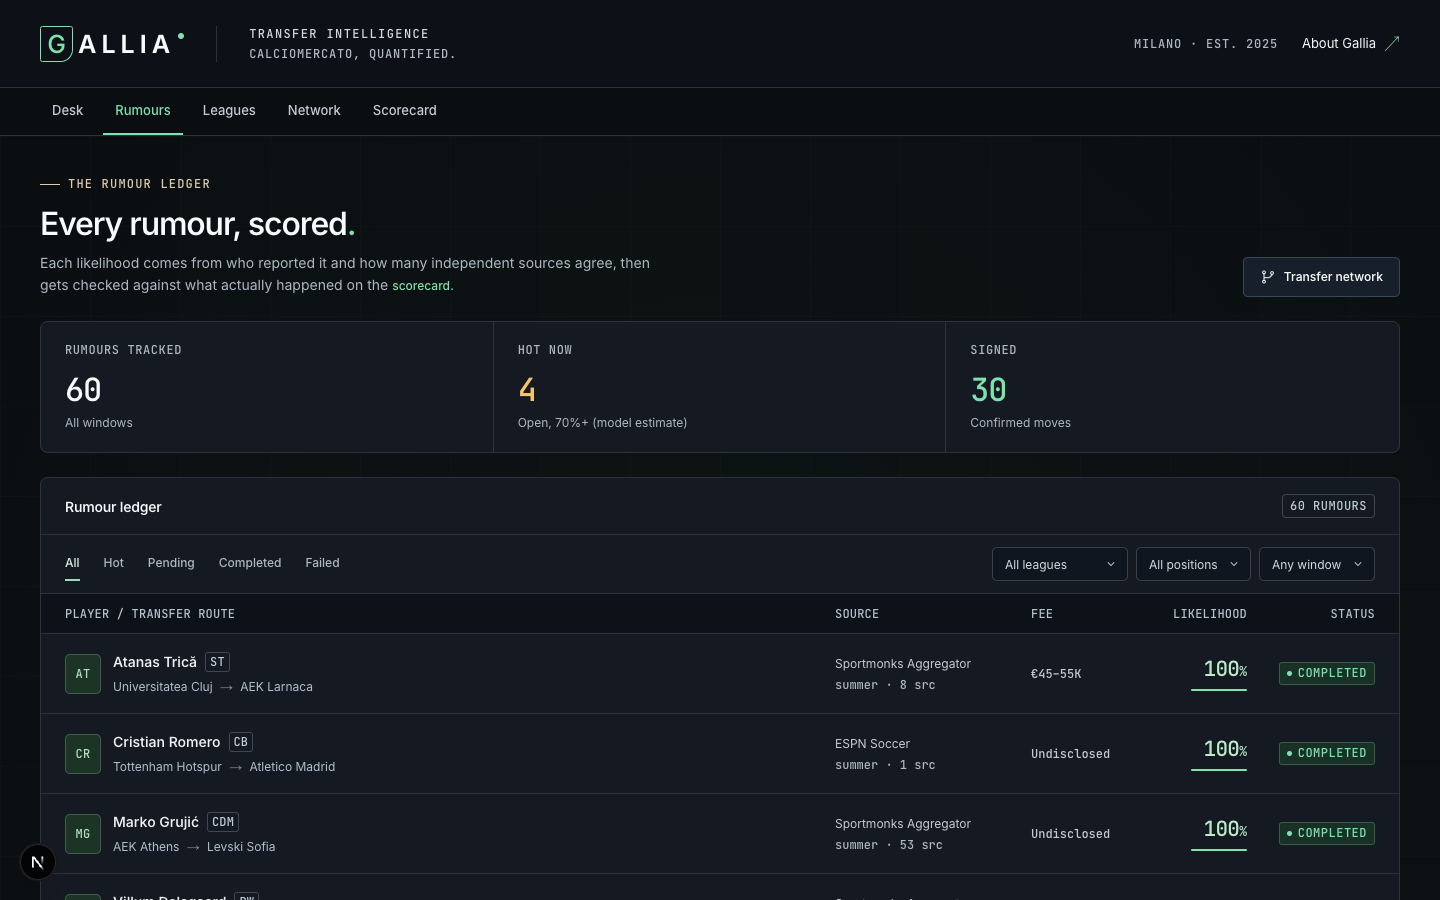 GALLIA
TRANSFER INTELLIGENCE
CALCIOMERCATO, QUANTIFIED.
MILANO · EST. 2025
About Gallia
Desk
Rumours
Leagues
Network
Scorecard
THE RUMOUR LEDGER
Every rumour, scored.
Each likelihood comes from who reported it and how many independent sources agree, then
gets checked against what actually happened on the scorecard.
Transfer network
RUMOURS TRACKED
60
All windows
HOT NOW
4
Open, 70%+ (model estimate)
SIGNED
30
Confirmed moves
Rumour ledger
60 RUMOURS
All
Hot
Pending
Completed
Failed
All leagues
All positions
Any window
PLAYER / TRANSFER ROUTE
SOURCE
FEE
LIKELIHOOD
STATUS
AT
Atanas Trică ST
Universitatea Cluj → AEK Larnaca
Sportmonks Aggregator
summer · 8 src
€45–55K
100%
COMPLETED
CR
Cristian Romero CB
Tottenham Hotspur → Atletico Madrid
ESPN Soccer
summer · 1 src
Undisclosed
100%
COMPLETED
MG
Marko Grujić CDM
AEK Athens → Levski Sofia
Sportmonks Aggregator
summer · 53 src
Undisclosed
100%
COMPLETED
N